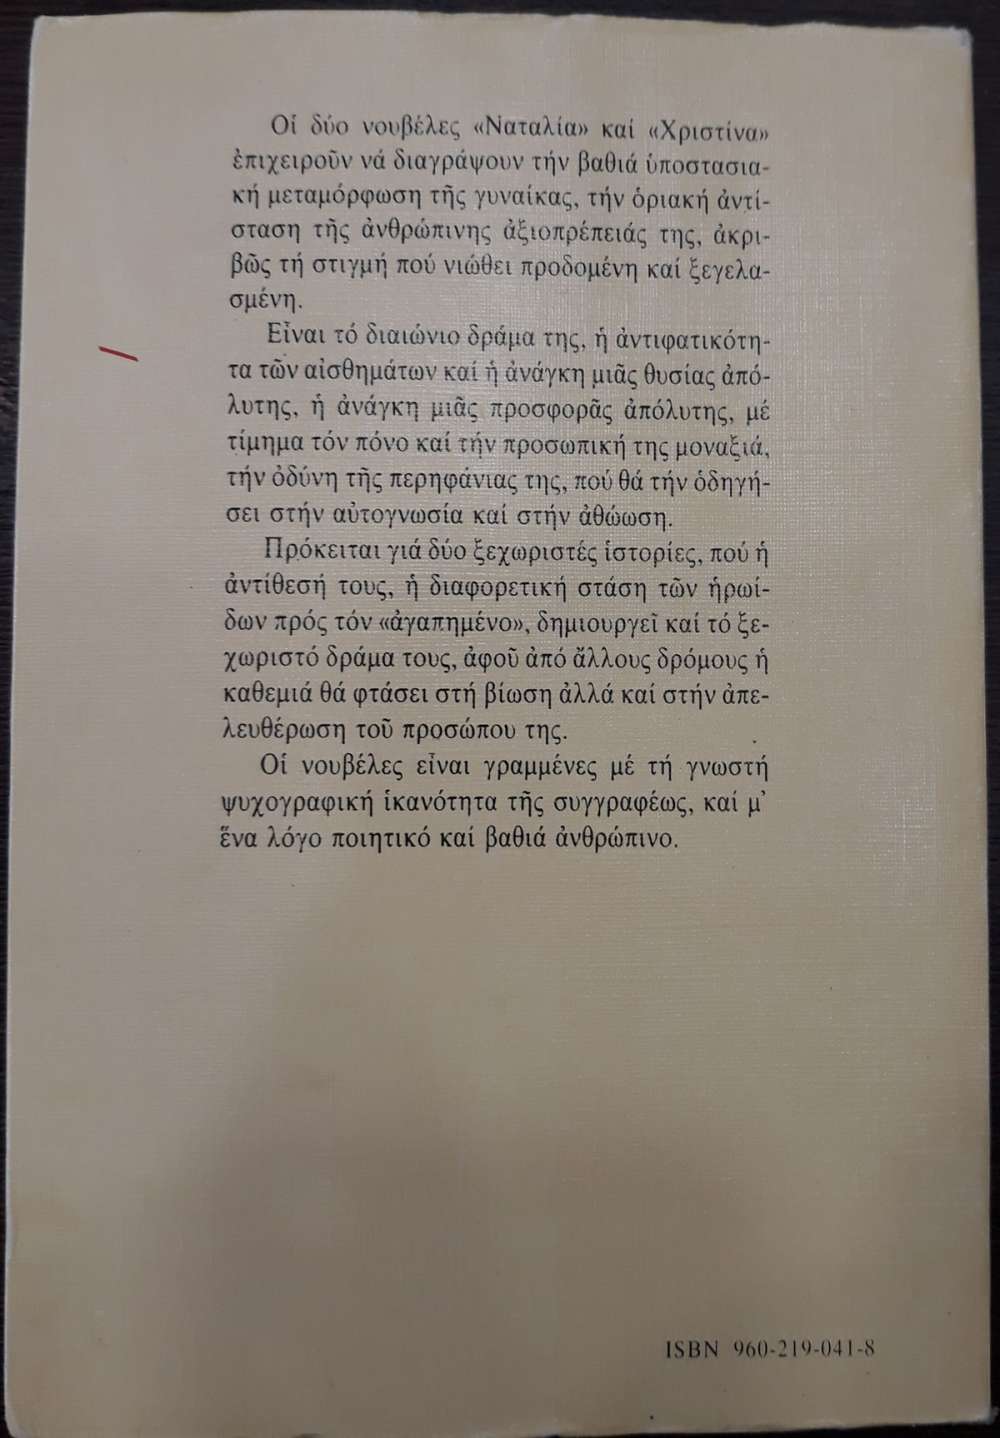 Οἱ δύο νουβέλες «Ναταλία» καί «Χριστίνα»
ἐπιχειροῦν νά διαγράψουν τήν βαθιά ὑποστασια-
κή μεταμόρφωση τῆς γυναίκας, τήν ὁριακή ἀντί-
σταση τῆς ἀνθρώπινης ἀξιοπρέπειάς της, ἀκρι-
βῶς τή στιγμή πού νιώθει προδομένη καί ξεγελα-
σμένη.
Εἶναι τό διαιώνιο δράμα της, ἡ ἀντιφατικότη-
τα τῶν αἰσθημάτων καί ἡ ἀνάγκη μιᾶς θυσίας ἀπό-
λυτης, ἡ ἀνάγκη μιᾶς προσφορᾶς ἀπόλυτης, μέ
τίμημα τόν πόνο καί τήν προσωπική της μοναξιά,
τήν ὀδύνη τῆς περηφάνιας της, πού θά τήν ὁδηγή-
σει στήν αὐτογνωσία καί στήν ἀθώωση.
Πρόκειται γιά δύο ξεχωριστές ἱστορίες, πού ἡ
ἀντίθεσή τους, ἡ διαφορετική στάση τῶν ἡρωί-
δων πρός τόν «ἀγαπημένο», δημιουργεῖ καί τό ξε-
χωριστό δράμα τους, ἀφοῦ ἀπό ἄλλους δρόμους ἡ
καθεμιά θά φτάσει στή βίωση ἀλλά καί στήν ἀπε-
λευθέρωση τοῦ προσώπου της.
Οἱ νουβέλες εἶναι γραμμένες μέ τή γνωστή
ψυχογραφική ἱκανότητα τῆς συγγραφέως, καί μ'
ἕνα λόγο ποιητικό καί βαθιά ἀνθρώπινο.
ISBN 960-219-041-8